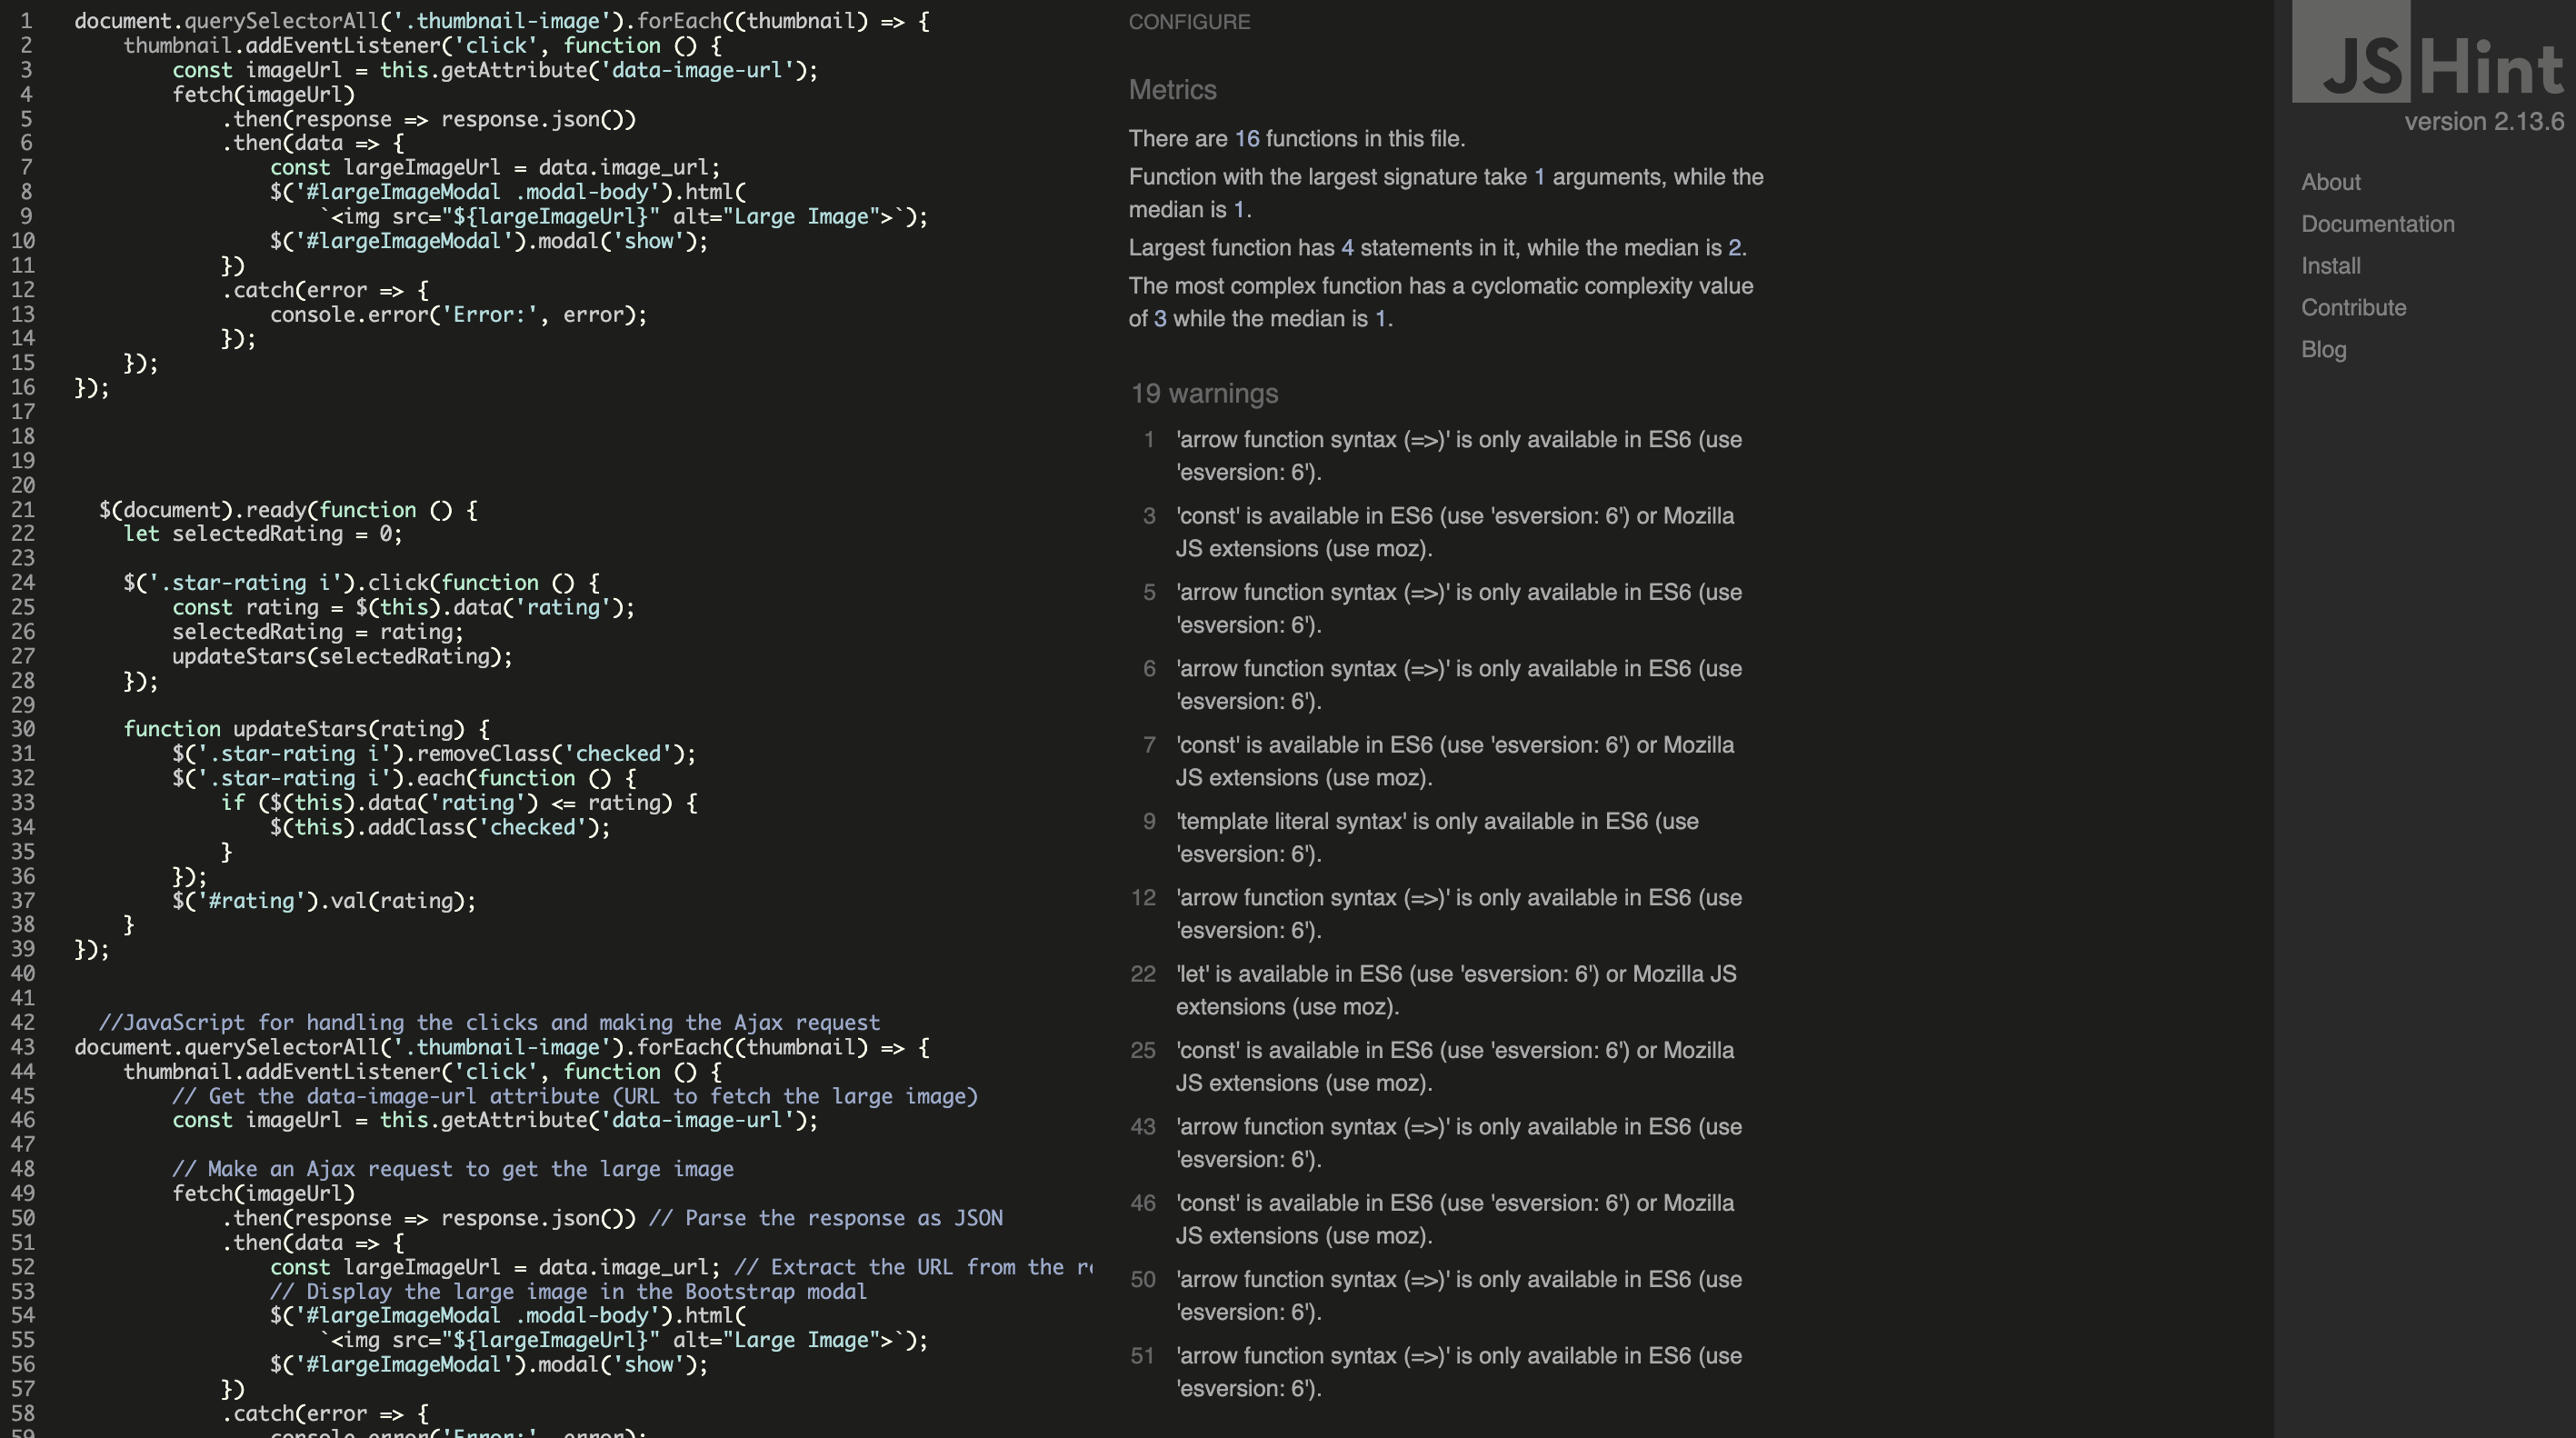 1 document.querySelectorAll('.thumbnail-image').forEach((thumbnail) => {
2 thumbnail.addEventListener('click', function () {
3 const imageUrl = this.getAttribute('data-image-url');
4 fetch(imageUrl)
5 .then(response => response.json())
6 .then(data => {
7 const largeImageUrl = data.image_url;
8 $('#largeImageModal .modal-body').html(
9 `<img src="${largeImageUrl}" alt="Large Image">`);
10 $('#largeImageModal').modal('show');
11 })
12 .catch(error => {
13 console.error('Error:', error);
14 });
15 });
16 });
17
18
19
20
21 $(document).ready(function () {
22 let selectedRating = 0;
23
24 $('.star-rating i').click(function () {
25 const rating = $(this).data('rating');
26 selectedRating = rating;
27 updateStars(selectedRating);
28 });
29
30 function updateStars(rating) {
31 $('.star-rating i').removeClass('checked');
32 $('.star-rating i').each(function () {
33 if ($(this).data('rating') <= rating) {
34 $(this).addClass('checked');
35 }
36 });
37 $('#rating').val(rating);
38 }
39 });
40
41
42 //JavaScript for handling the clicks and making the Ajax request
43 document.querySelectorAll('.thumbnail-image').forEach((thumbnail) => {
44 thumbnail.addEventListener('click', function () {
45 // Get the data-image-url attribute (URL to fetch the large image)
46 const imageUrl = this.getAttribute('data-image-url');
47
48 // Make an Ajax request to get the large image
49 fetch(imageUrl)
50 .then(response => response.json()) // Parse the response as JSON
51 .then(data => {
52 const largeImageUrl = data.image_url; // Extract the URL from the
53 // Display the large image in the Bootstrap modal
54 $('#largeImageModal .modal-body').html(
55 `<img src="${largeImageUrl}" alt="Large Image">`);
56 $('#largeImageModal').modal('show');
57 })
58 .catch(error => {
59 console.error('Error:', error);
CONFIGURE
Metrics
There are 16 functions in this file.
Function with the largest signature take 1 arguments, while the
median is 1.
Largest function has 4 statements in it, while the median is 2.
The most complex function has a cyclomatic complexity value
of 3 while the median is 1.
19 warnings
1 'arrow function syntax (=>)' is only available in ES6 (use
'esversion: 6').
3 'const' is available in ES6 (use 'esversion: 6') or Mozilla
JS extensions (use moz).
5 'arrow function syntax (=>)' is only available in ES6 (use
'esversion: 6').
6 'arrow function syntax (=>)' is only available in ES6 (use
'esversion: 6').
7 'const' is available in ES6 (use 'esversion: 6') or Mozilla
JS extensions (use moz).
9 'template literal syntax' is only available in ES6 (use
'esversion: 6').
12 'arrow function syntax (=>)' is only available in ES6 (use
'esversion: 6').
22 'let' is available in ES6 (use 'esversion: 6') or Mozilla JS
extensions (use moz).
25 'const' is available in ES6 (use 'esversion: 6') or Mozilla
JS extensions (use moz).
43 'arrow function syntax (=>)' is only available in ES6 (use
'esversion: 6').
46 'const' is available in ES6 (use 'esversion: 6') or Mozilla
JS extensions (use moz).
50 'arrow function syntax (=>)' is only available in ES6 (use
'esversion: 6').
51 'arrow function syntax (=>)' is only available in ES6 (use
'esversion: 6').
JSHint
version 2.13.6
About
Documentation
Install
Contribute
Blog